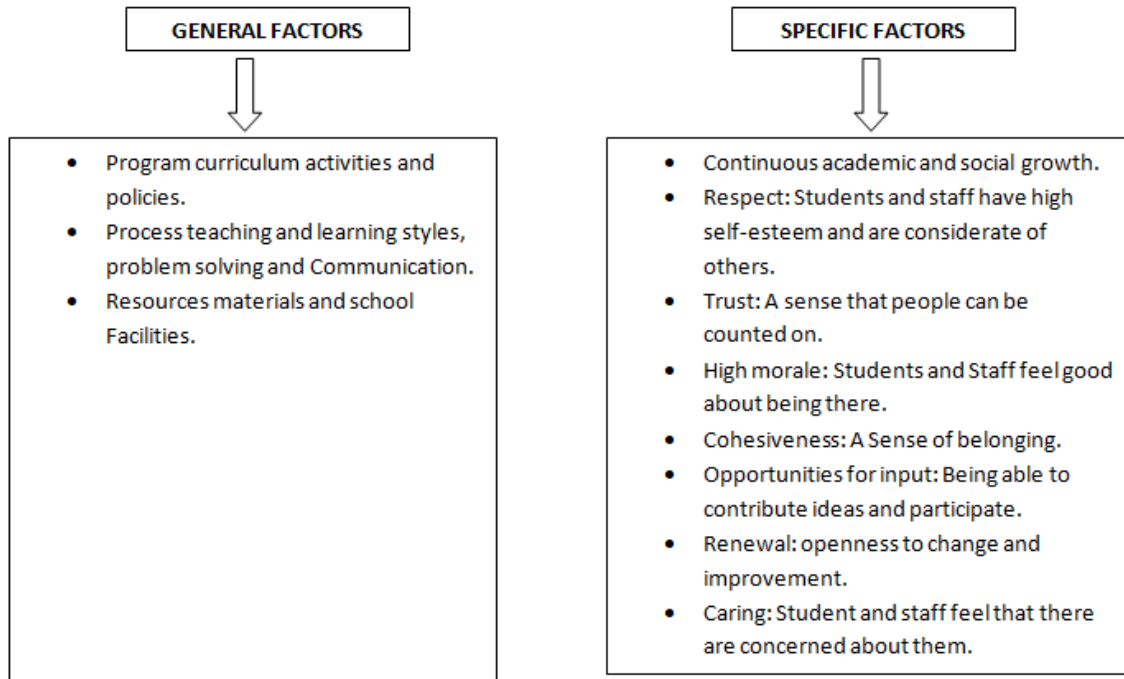 GENERAL FACTORS
• Program curriculum activities and
policies.
• Process teaching and learning styles,
problem solving and Communication.
• Resources materials and school
Facilities.
SPECIFIC FACTORS
• Continuous academic and social growth.
• Respect: Students and staff have high
self-esteem and are considerate of
others.
• Trust: A sense that people can be
counted on.
• High morale: Students and Staff feel good
about being there.
• Cohesiveness: A Sense of belonging.
• Opportunities for input: Being able to
contribute ideas and participate.
• Renewal: openness to change and
improvement.
• Caring: Student and staff feel that there
are concerned about them.